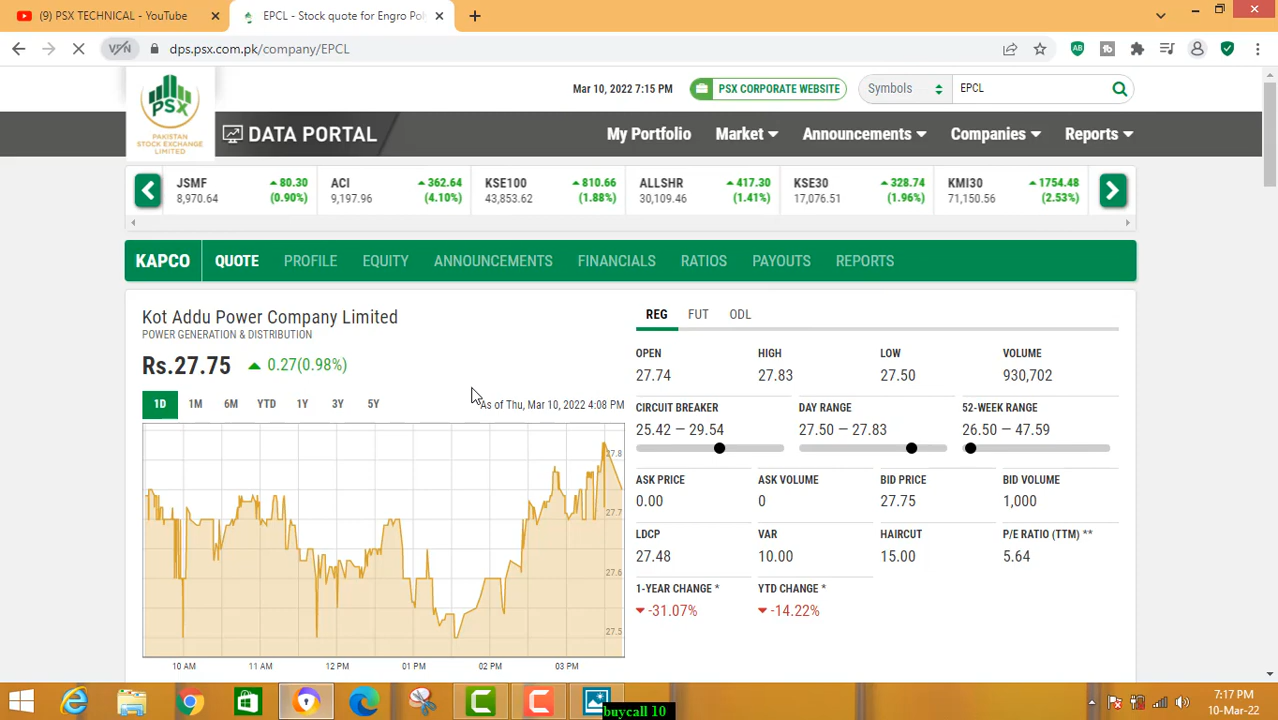 (9) PSX TECHNICAL - YouTube
EPCL - Stock quote for Engro Pol
VPN
dps.psx.com.pk/company/EPCL
PSX
PAKISTAN
STOCK EXCHANGE
LIMITED
Mar 10, 2022 7:15 PM
PSX CORPORATE WEBSITE
Symbols
EPCL
DATA PORTAL
My Portfolio
Market
Announcements
Companies
Reports
JSMF 80.30
8,970.64 (0.90%)
ACI 362.64
9,197.96 (4.10%)
KSE100 810.66
43,853.62 (1.88%)
ALLSHR 417.30
30,109.46 (1.41%)
KSE30 328.74
17,076.51 (1.96%)
KMI30 1754.48
71,150.56 (2.53%)
KAPCO QUOTE PROFILE EQUITY ANNOUNCEMENTS FINANCIALS RATIOS PAYOUTS REPORTS
Kot Addu Power Company Limited
POWER GENERATION & DISTRIBUTION
Rs.27.75 0.27(0.98%)
1D 1M 6M YTD 1Y 3Y 5Y
As of Thu, Mar 10, 2022 4:08 PM
27.8
27.7
27.6
27.5
10 AM 11 AM 12 PM 01 PM 02 PM 03 PM
REG FUT ODL
OPEN HIGH LOW VOLUME
27.74 27.83 27.50 930,702
CIRCUIT BREAKER DAY RANGE 52-WEEK RANGE
25.42 — 29.54 27.50 — 27.83 26.50 — 47.59
ASK PRICE ASK VOLUME BID PRICE BID VOLUME
0.00 0 27.75 1,000
LDCP VAR HAIRCUT P/E RATIO (TTM) **
27.48 10.00 15.00 5.64
1-YEAR CHANGE * YTD CHANGE *
-31.07% -14.22%
buycall 10
7:17 PM
10-Mar-22